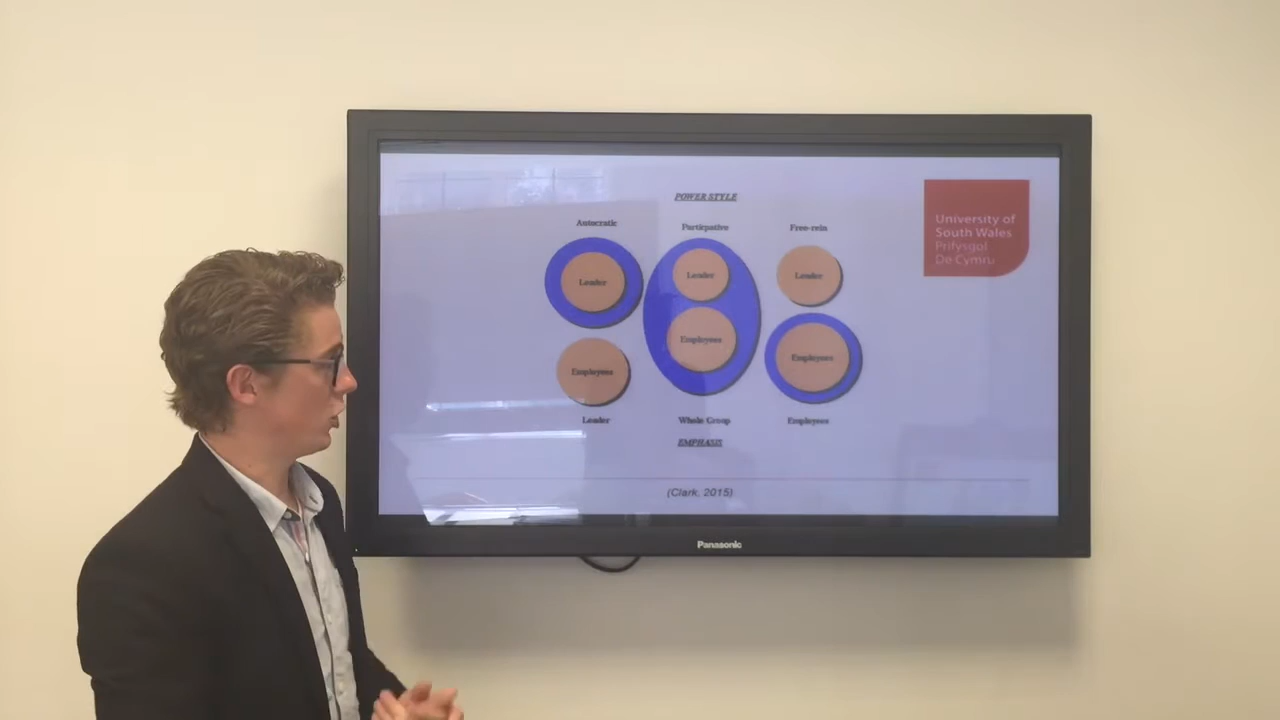 POWER STYLE
Autocratic
Partcpative
Free-rein
University of
South Wales
Prifysgol
De Cymru
Leader
Leader
Leader
Employees
Employees
Employees
Leader
Whole Group
Employees
EMPHASIS
(Clark, 2015)
Panasonic